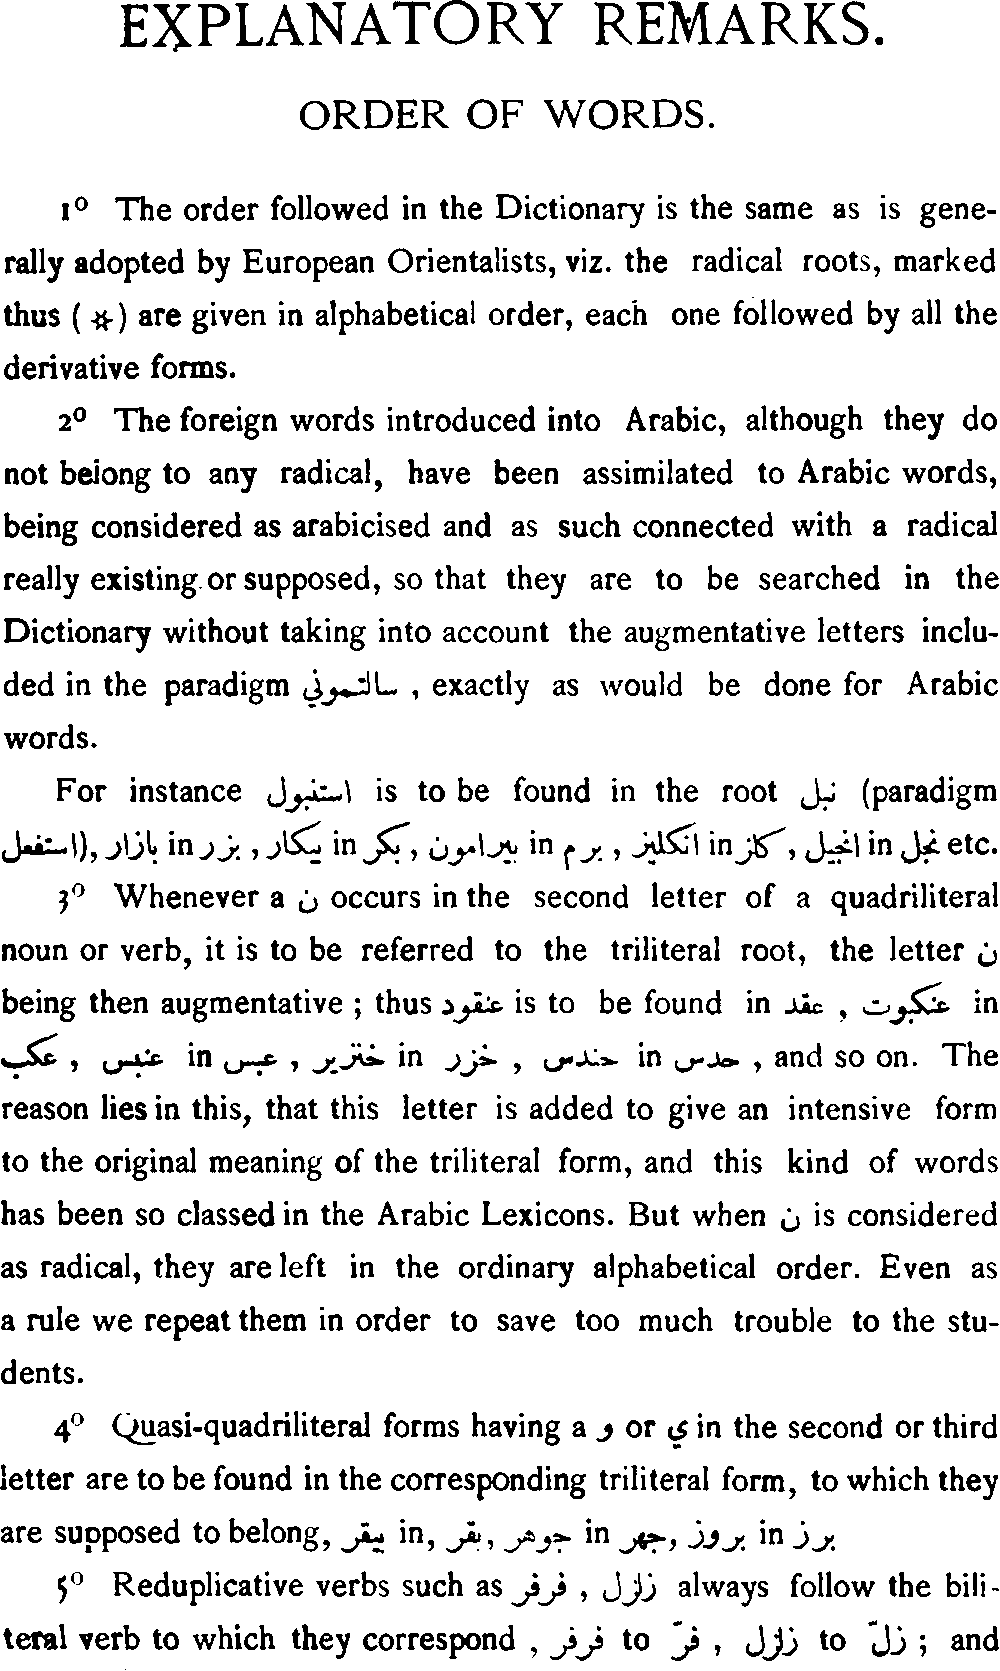 EXPLANATORY REMARKS.
ORDER OF WORDS.
1º The order followed in the Dictionary is the same as is gene-
rally adopted by European Orientalists, viz. the radical roots, marked
thus ( * ) are given in alphabetical order, each one followed by all the
derivative forms.
2º The foreign words introduced into Arabic, although they do
not belong to any radical, have been assimilated to Arabic words,
being considered as arabicised and as such connected with a radical
really existing or supposed, so that they are to be searched in the
Dictionary without taking into account the augmentative letters inclu-
ded in the paradigm سالتموني , exactly as would be done for Arabic
words.
For instance استنبول is to be found in the root نبل (paradigm
استفعل), بازار in بزر , بيكار in بكر , بيرامون in برم , انكليز in كلز , انجيل in نجل etc.
3º Whenever a ن occurs in the second letter of a quadriliteral
noun or verb, it is to be referred to the triliteral root, the letter ن
being then augmentative ; thus عنقود is to be found in عقد , عنكبوت in
عكب , عنبس in عبس , خنزير in خزر , حندس in حدس , and so on. The
reason lies in this, that this letter is added to give an intensive form
to the original meaning of the triliteral form, and this kind of words
has been so classed in the Arabic Lexicons. But when ن is considered
as radical, they are left in the ordinary alphabetical order. Even as
a rule we repeat them in order to save too much trouble to the stu-
dents.
4º Quasi-quadriliteral forms having a و or ي in the second or third
letter are to be found in the corresponding triliteral form, to which they
are supposed to belong, بيقر in, بقر , جوهر in جهر, بروز in برز
5º Reduplicative verbs such as فرفر , زلزل always follow the bili-
teral verb to which they correspond , فرفر to فرّ , زلزل to زلّ ; and